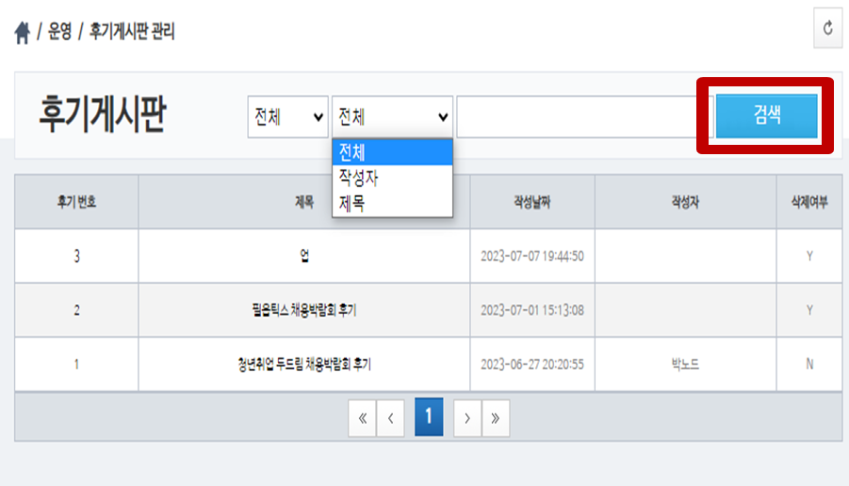 / 운영 / 후기게시판 관리
후기게시판
전체 전체 검색
전체
작성자
제목
후기 번호 제목 작성날짜 작성자 삭제여부
3 업 2023-07-07 19:44:50 Y
2 필옵틱스 채용박람회 후기 2023-07-01 15:13:08 Y
1 청년취업 두드림 채용박람회 후기 2023-06-27 20:20:55 박노드 N
« ‹ 1 › »